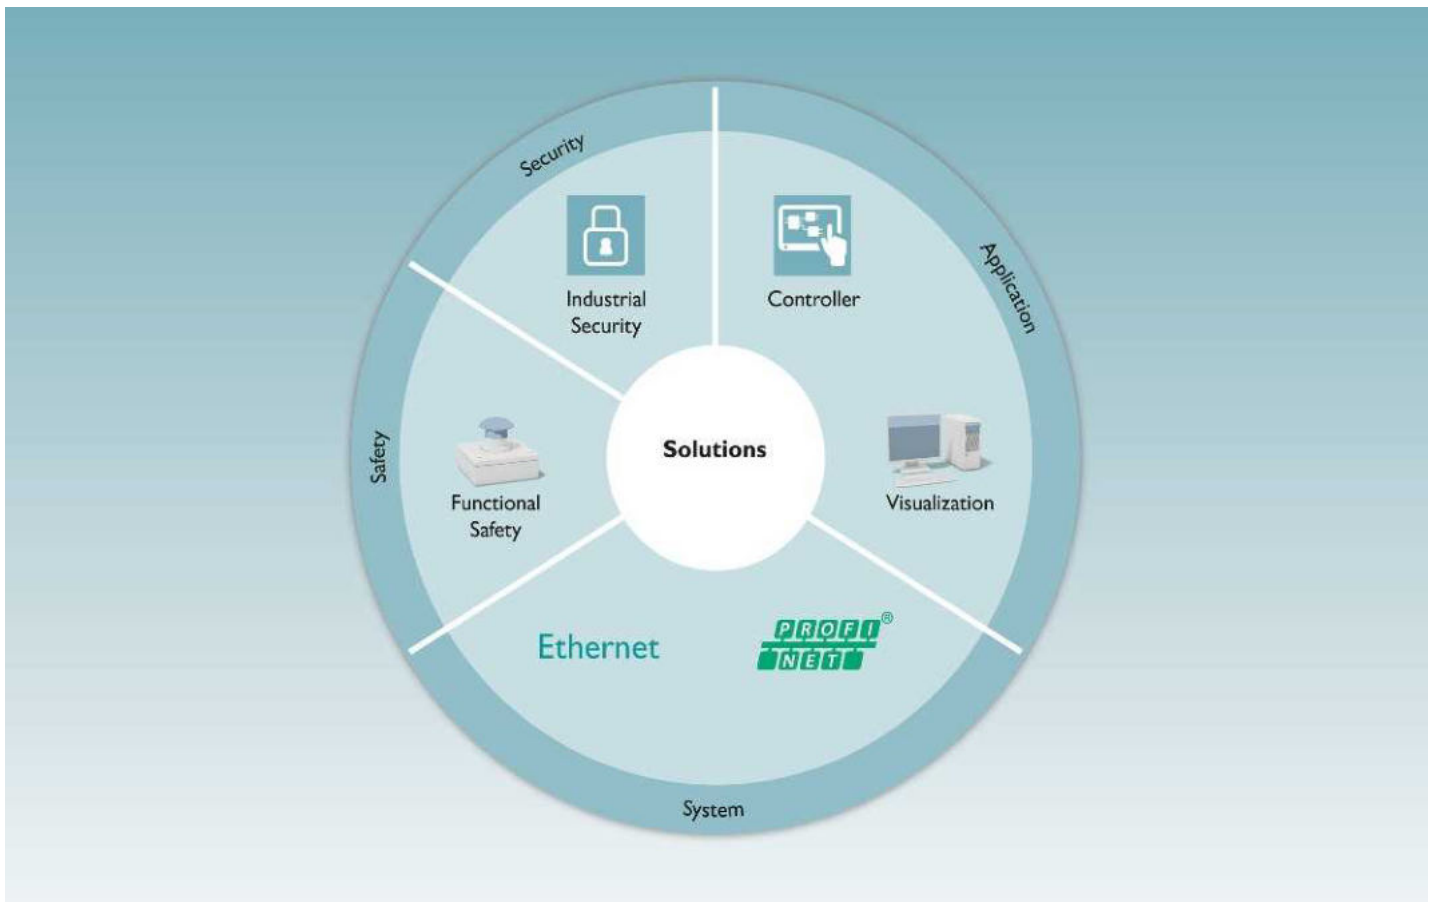 Security
Application
Industrial
Security
Controller
Safety
Solutions
Functional
Safety
Visualization
Ethernet
PROFI®
NET
System